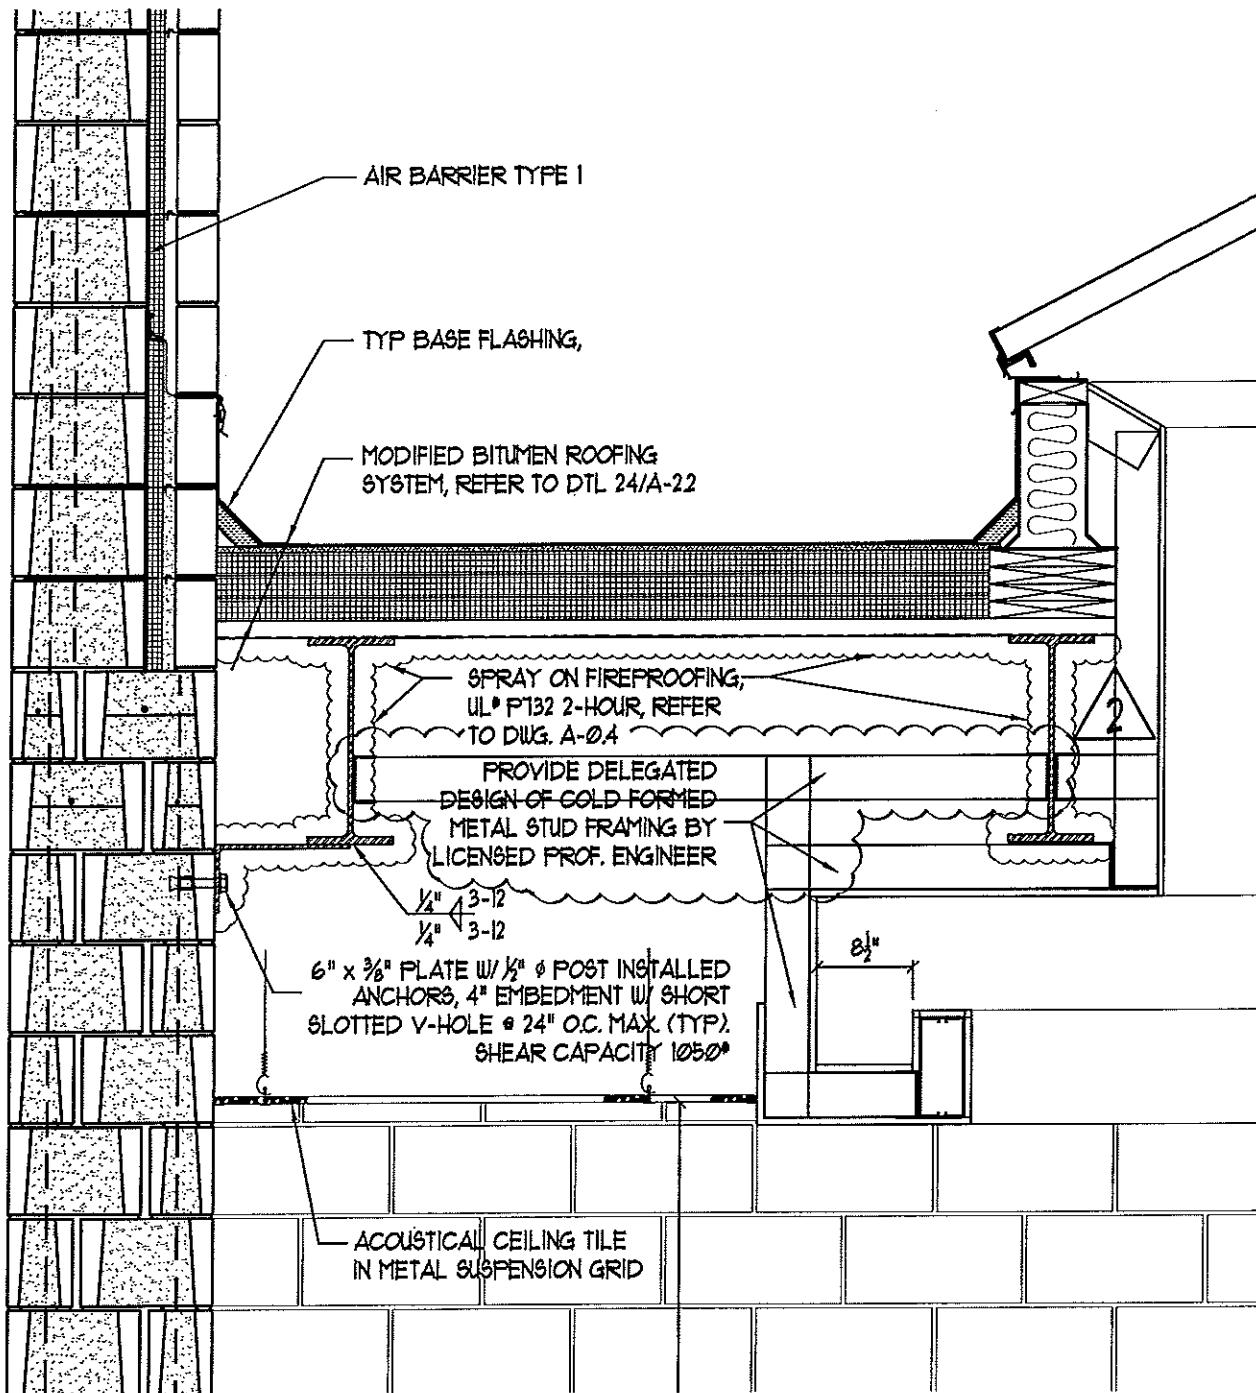 AIR BARRIER TYPE 1
TYP BASE FLASHING,
MODIFIED BITUMEN ROOFING
SYSTEM, REFER TO DTL 24/A-2.2
SPRAY ON FIREPROOFING,
UL# P732 2-HOUR, REFER
TO DWG. A-0.4
2
PROVIDE DELEGATED
DESIGN OF COLD FORMED
METAL STUD FRAMING BY
LICENSED PROF. ENGINEER
1/4" 3-12
1/4" 3-12
8½"
6" x 3/8" PLATE W/ 1/2" ø POST INSTALLED
ANCHORS, 4" EMBEDMENT W/ SHORT
SLOTTED V-HOLE @ 24" O.C. MAX. (TYP).
SHEAR CAPACITY 1050#
ACOUSTICAL CEILING TILE
IN METAL SUSPENSION GRID